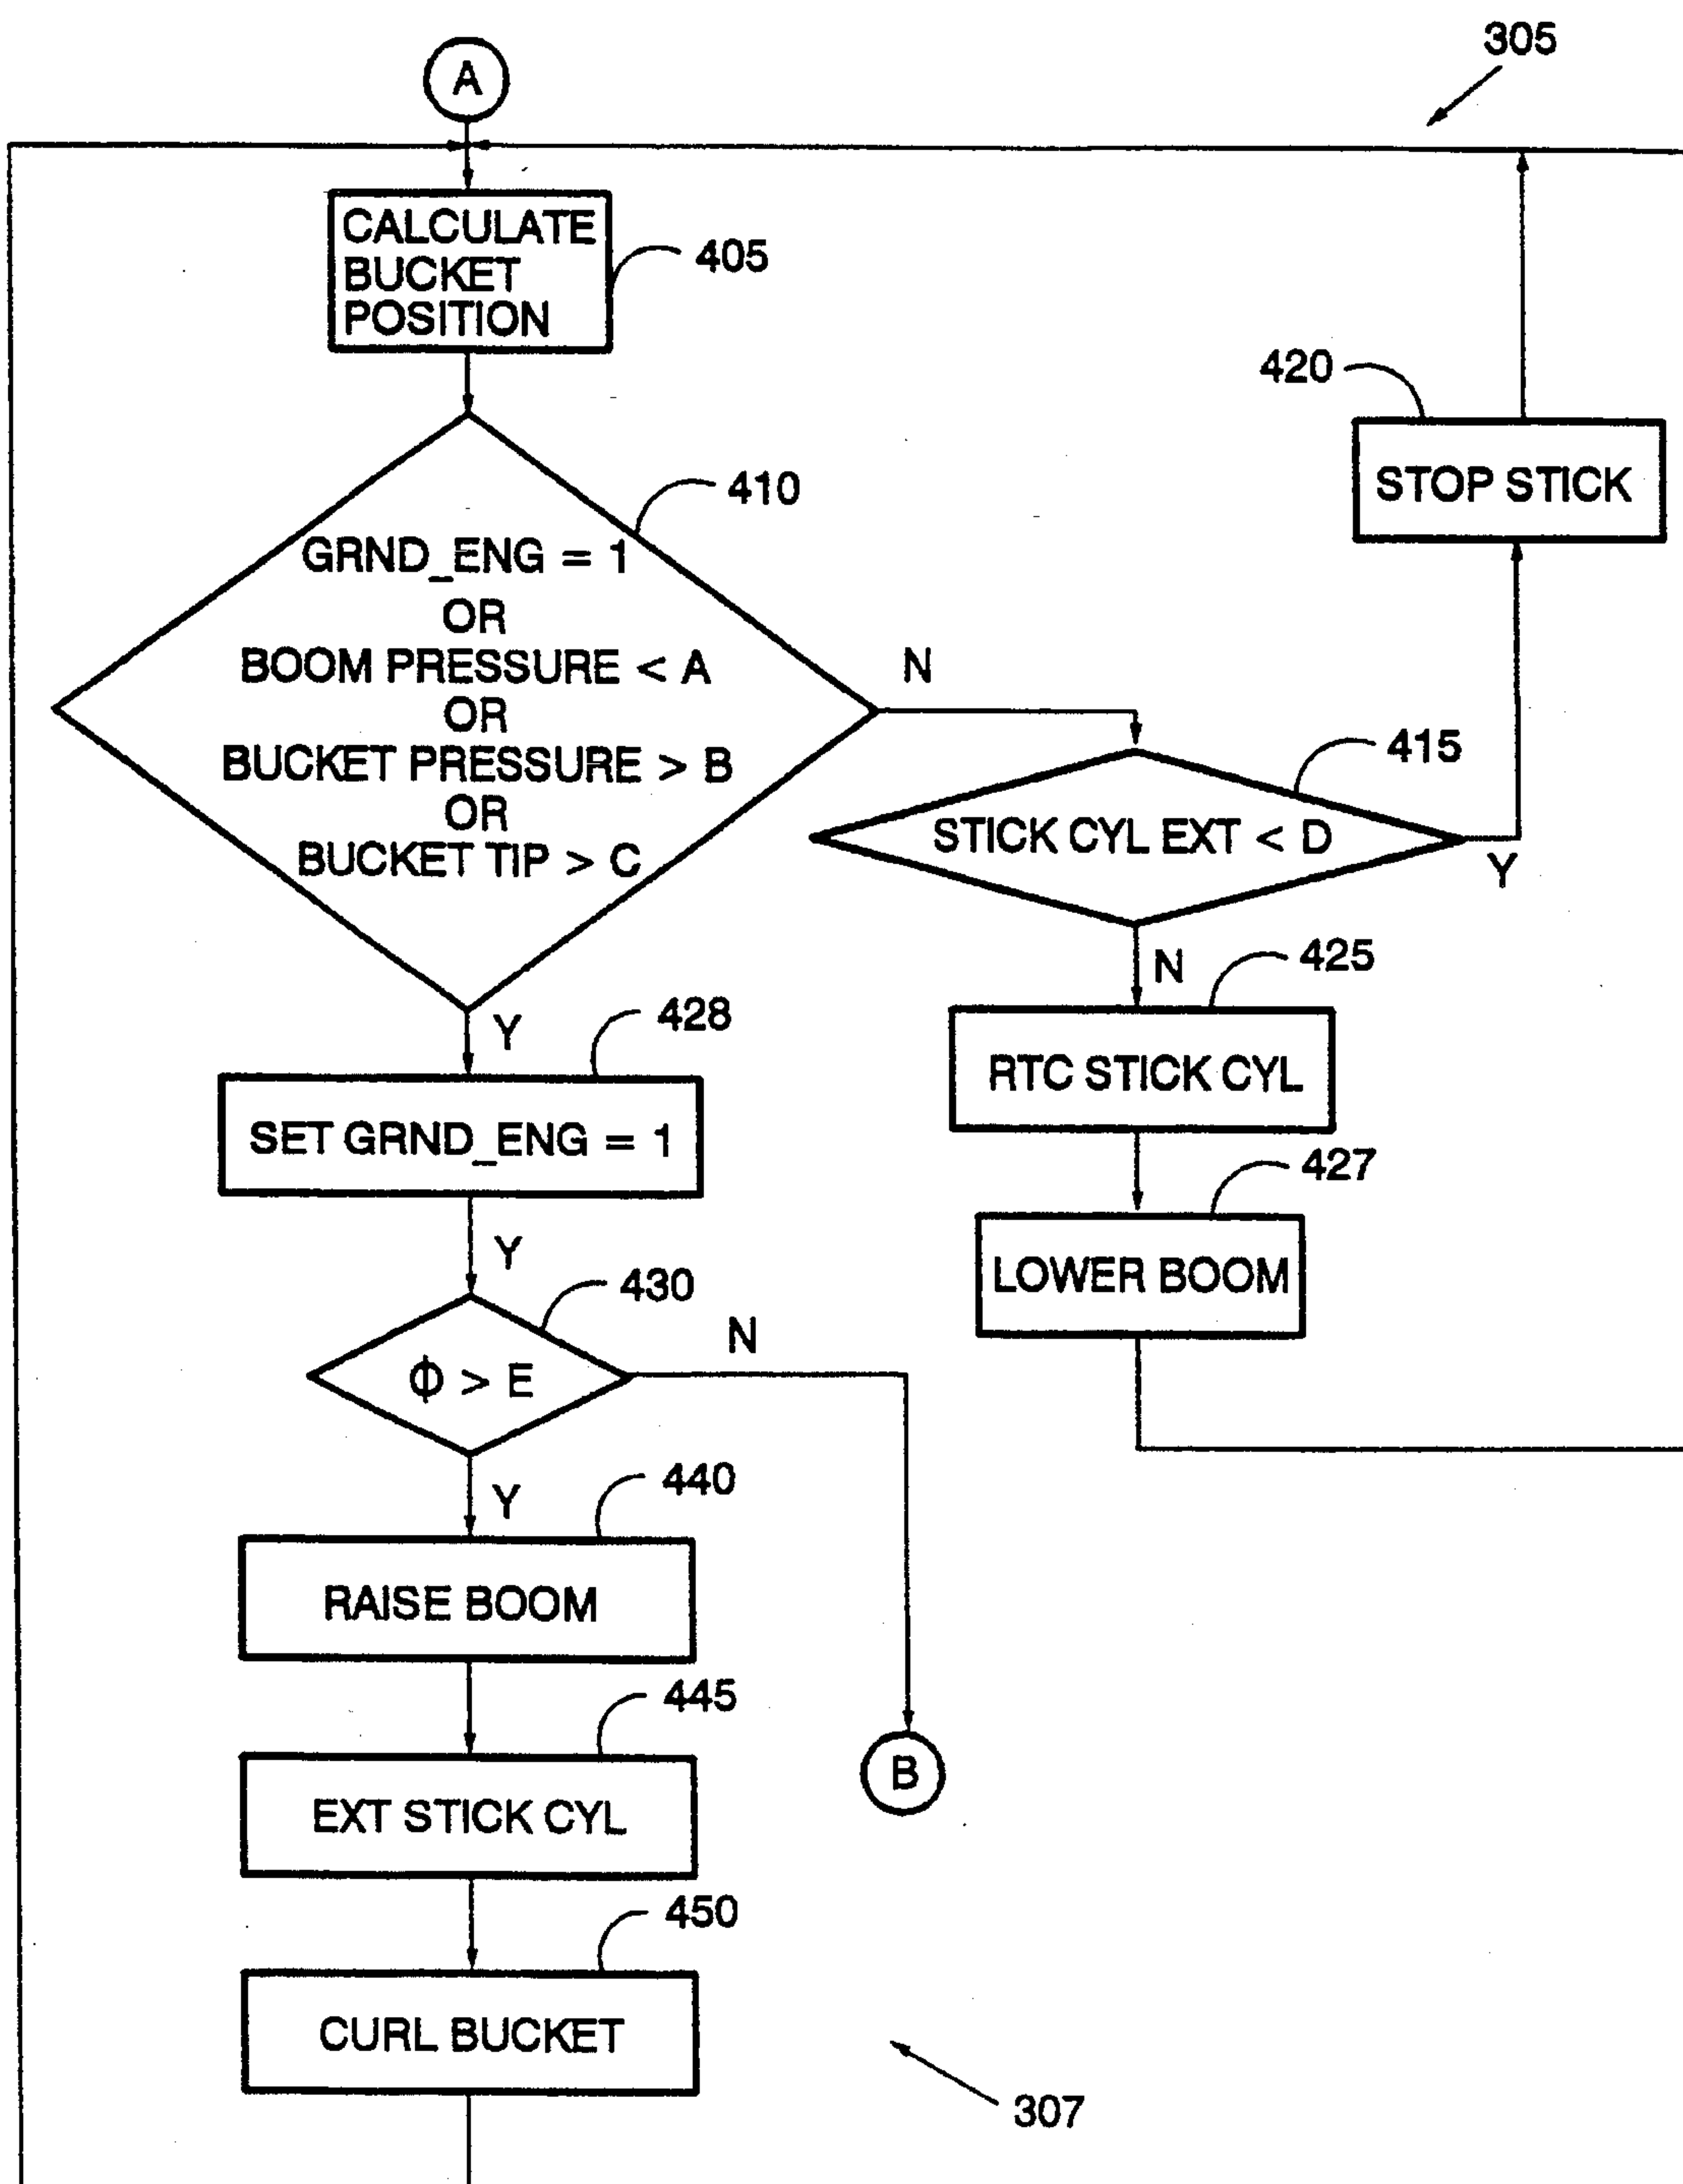 305
A
CALCULATE
BUCKET
POSITION
405
420
STOP STICK
410
GRND_ENG = 1
OR
BOOM PRESSURE < A
OR
BUCKET PRESSURE > B
OR
BUCKET TIP > C
N
415
STICK CYL EXT < D
Y
N
425
RTC STICK CYL
Y
428
SET GRND_ENG = 1
427
LOWER BOOM
Y
430
Φ > E
N
Y
440
RAISE BOOM
445
EXT STICK CYL
B
450
CURL BUCKET
307